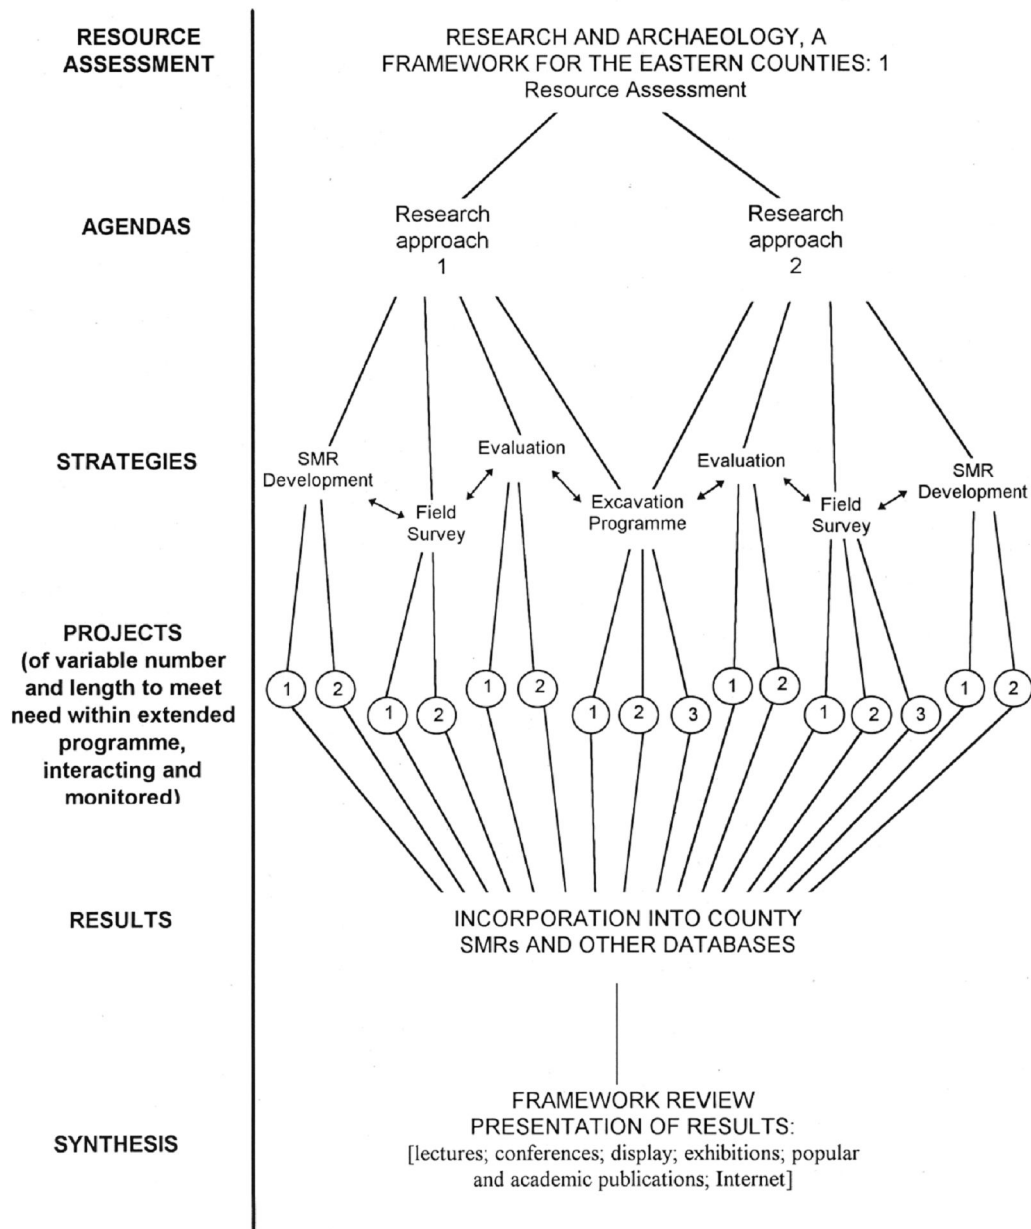 RESOURCE
ASSESSMENT
RESEARCH AND ARCHAEOLOGY, A
FRAMEWORK FOR THE EASTERN COUNTIES: 1
Resource Assessment
AGENDAS
Research
approach
1
Research
approach
2
STRATEGIES
SMR
Development
Field
Survey
Evaluation
Excavation
Programme
Evaluation
Field
Survey
SMR
Development
PROJECTS
(of variable number
and length to meet
need within extended
programme,
interacting and
monitored)
1 2
1 2
1 2
1 2 3
1 2
1 2 3
1 2
RESULTS
INCORPORATION INTO COUNTY
SMRs AND OTHER DATABASES
SYNTHESIS
FRAMEWORK REVIEW
PRESENTATION OF RESULTS:
[lectures; conferences; display; exhibitions; popular
and academic publications; Internet]